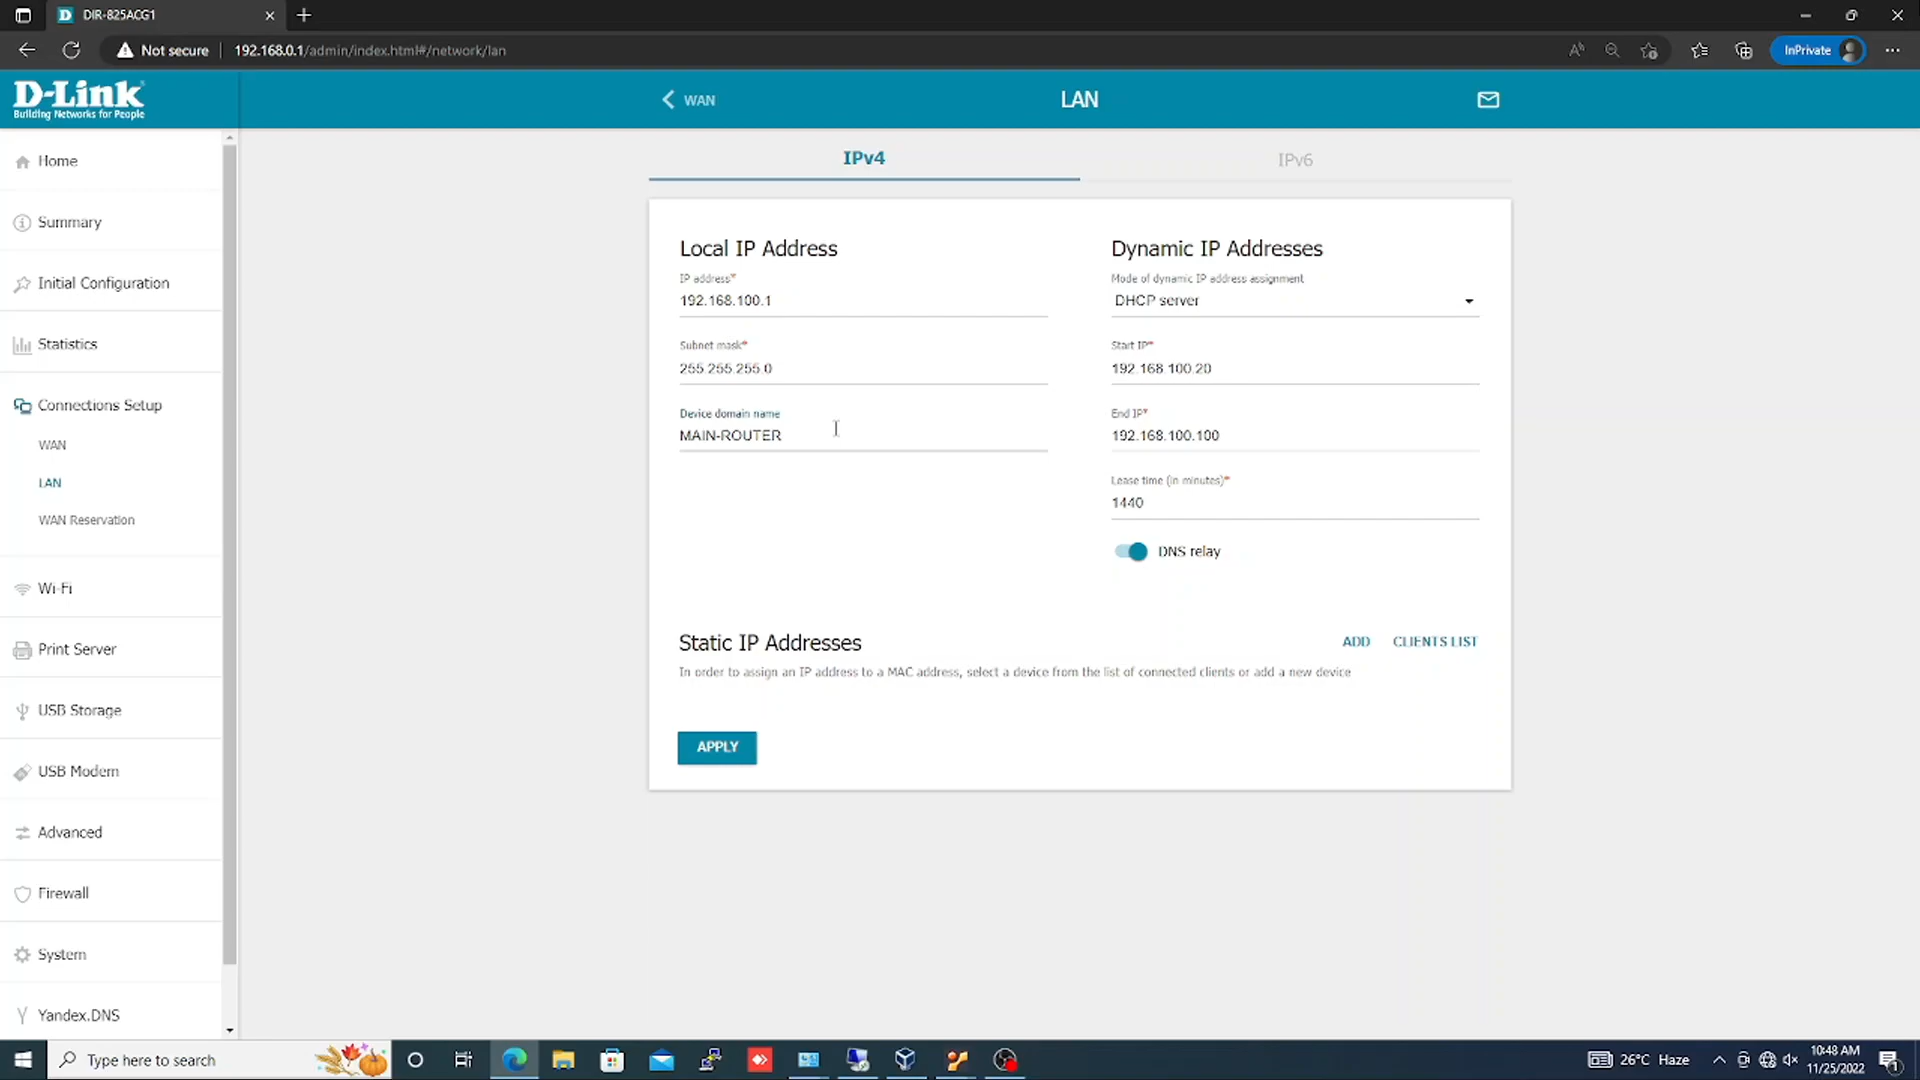 DIR-825ACG1
Not secure
192.168.0.1/admin/index.html#/network/lan
InPrivate
D-Link
Building Networks for People
WAN
LAN
Home
Summary
Initial Configuration
Statistics
Connections Setup
WAN
LAN
WAN Reservation
Wi-Fi
Print Server
USB Storage
USB Modem
Advanced
Firewall
System
Yandex.DNS
IPv4
IPv6
Local IP Address
IP address*
192.168.100.1
Subnet mask*
255.255.255.0
Device domain name
MAIN-ROUTER
Dynamic IP Addresses
Mode of dynamic IP address assignment
DHCP server
Start IP*
192.168.100.20
End IP*
192.168.100.100
Lease time (in minutes)*
1440
DNS relay
Static IP Addresses
ADD
CLIENTS LIST
In order to assign an IP address to a MAC address, select a device from the list of connected clients or add a new device
APPLY
Type here to search
26°C Haze
10:48 AM
11/25/2022
1